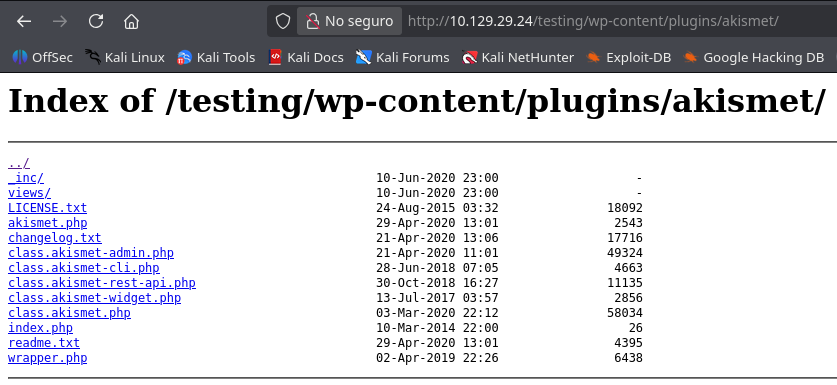 No seguro http://10.129.29.24/testing/wp-content/plugins/akismet/
OffSec Kali Linux Kali Tools Kali Docs Kali Forums Kali NetHunter Exploit-DB Google Hacking DB
Index of /testing/wp-content/plugins/akismet/
../
_inc/ 10-Jun-2020 23:00 -
views/ 10-Jun-2020 23:00 -
LICENSE.txt 24-Aug-2015 03:32 18092
akismet.php 29-Apr-2020 13:01 2543
changelog.txt 21-Apr-2020 13:06 17716
class.akismet-admin.php 21-Apr-2020 11:01 49324
class.akismet-cli.php 28-Jun-2018 07:05 4663
class.akismet-rest-api.php 30-Oct-2018 16:27 11135
class.akismet-widget.php 13-Jul-2017 03:57 2856
class.akismet.php 03-Mar-2020 22:12 58034
index.php 10-Mar-2014 22:00 26
readme.txt 29-Apr-2020 13:01 4395
wrapper.php 02-Apr-2019 22:26 6438